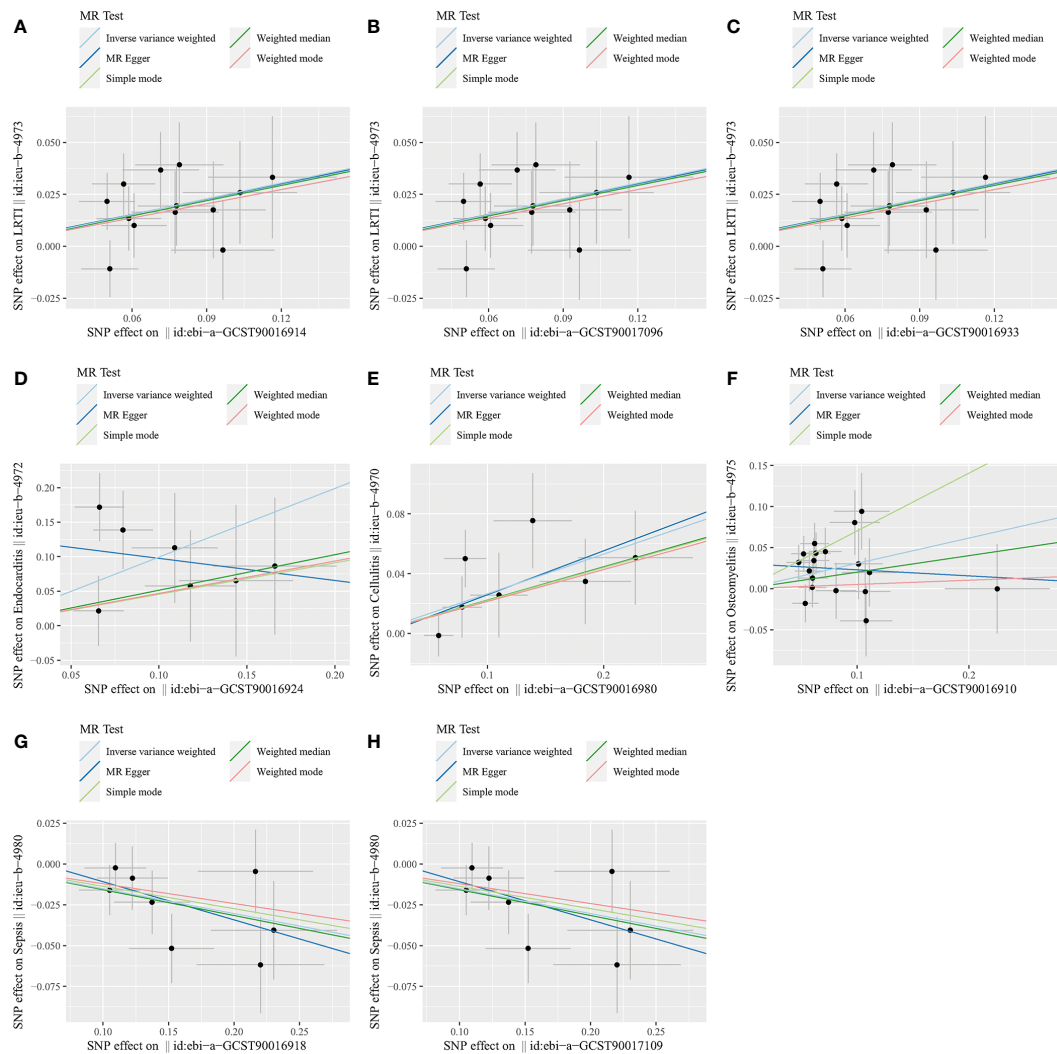 A
MR Test
Inverse variance weighted
Weighted median
MR Egger
Weighted mode
Simple mode
SNP effect on LRTI || id:ieu−b−4973
0.050
0.025
0.000
−0.025
0.06
0.09
0.12
SNP effect on || id:ebi−a−GCST90016914
B
MR Test
Inverse variance weighted
Weighted median
MR Egger
Weighted mode
Simple mode
SNP effect on LRTI || id:ieu−b−4973
0.050
0.025
0.000
−0.025
0.06
0.09
0.12
SNP effect on || id:ebi−a−GCST90017096
C
MR Test
Inverse variance weighted
Weighted median
MR Egger
Weighted mode
Simple mode
SNP effect on LRTI || id:ieu−b−4973
0.050
0.025
0.000
−0.025
0.06
0.09
0.12
SNP effect on || id:ebi−a−GCST90016933
D
MR Test
Inverse variance weighted
Weighted median
MR Egger
Weighted mode
Simple mode
SNP effect on Endocarditis || id:ieu−b−4972
0.20
0.15
0.10
0.05
0.00
−0.05
0.05
0.10
0.15
0.20
SNP effect on || id:ebi−a−GCST90016924
E
MR Test
Inverse variance weighted
Weighted median
MR Egger
Weighted mode
Simple mode
SNP effect on Cellulitis || id:ieu−b−4970
0.08
0.04
0.00
0.1
0.2
SNP effect on || id:ebi−a−GCST90016980
F
MR Test
Inverse variance weighted
Weighted median
MR Egger
Weighted mode
Simple mode
SNP effect on Osteomyelitis || id:ieu−b−4975
0.15
0.10
0.05
0.00
−0.05
0.1
0.2
SNP effect on || id:ebi−a−GCST90016910
G
MR Test
Inverse variance weighted
Weighted median
MR Egger
Weighted mode
Simple mode
SNP effect on Sepsis || id:ieu−b−4980
0.025
0.000
−0.025
−0.050
−0.075
0.10
0.15
0.20
0.25
SNP effect on || id:ebi−a−GCST90016918
H
MR Test
Inverse variance weighted
Weighted median
MR Egger
Weighted mode
Simple mode
SNP effect on Sepsis || id:ieu−b−4980
0.025
0.000
−0.025
−0.050
−0.075
0.10
0.15
0.20
0.25
SNP effect on || id:ebi−a−GCST90017109